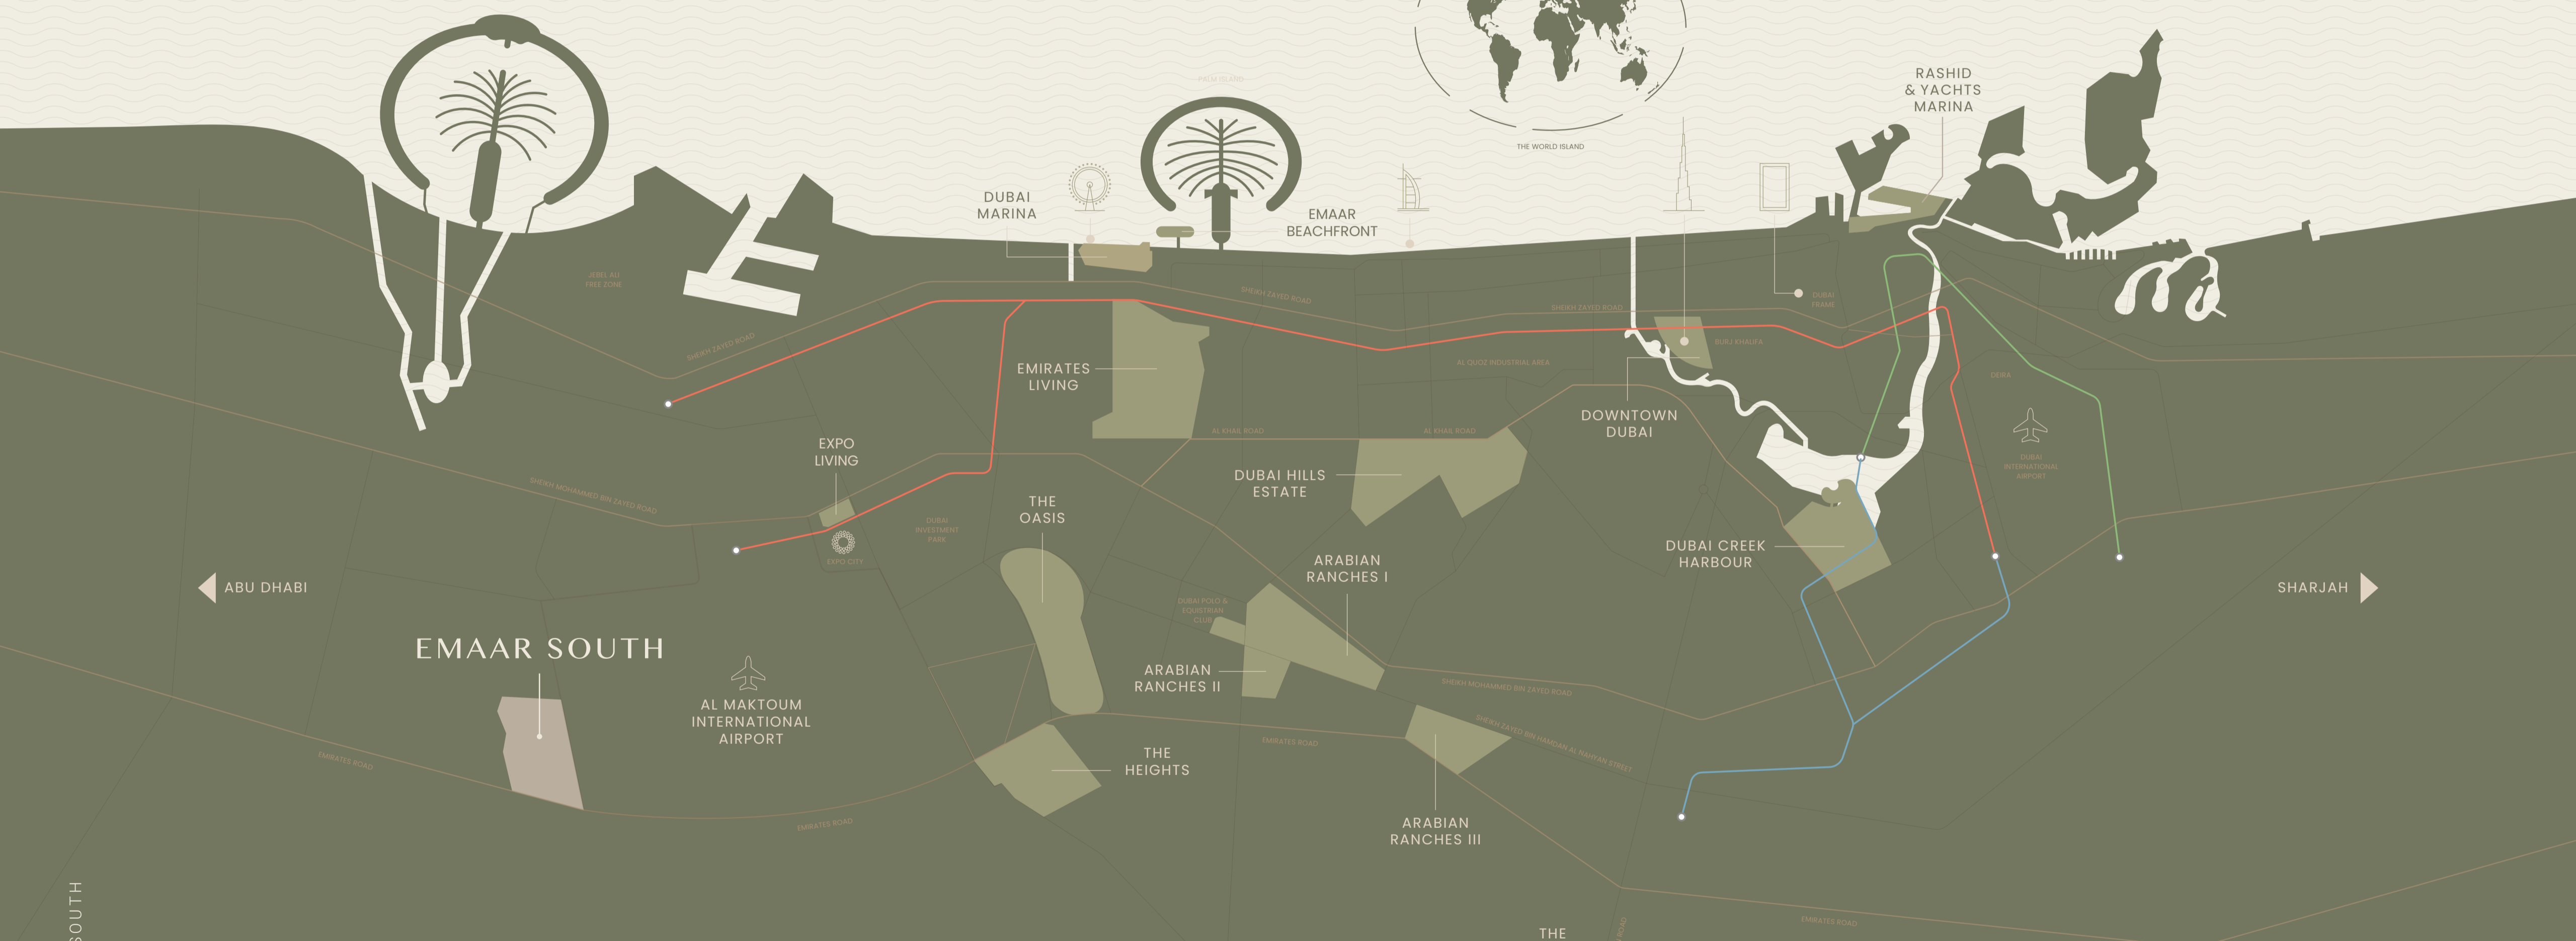 PALM ISLAND
THE WORLD ISLAND
RASHID
& YACHTS
MARINA
DUBAI
MARINA
EMAAR
BEACHFRONT
JEBEL ALI
FREE ZONE
SHEIKH ZAYED ROAD
SHEIKH ZAYED ROAD
SHEIKH ZAYED ROAD
DUBAI
FRAME
BURJ KHALIFA
AL QUOZ INDUSTRIAL AREA
DEIRA
EMIRATES
LIVING
DOWNTOWN
DUBAI
AL KHAIL ROAD
AL KHAIL ROAD
EXPO
LIVING
DUBAI
INTERNATIONAL
AIRPORT
DUBAI HILLS
ESTATE
SHEIKH MOHAMMED BIN ZAYED ROAD
THE
OASIS
DUBAI
INVESTMENT
PARK
EXPO CITY
DUBAI CREEK
HARBOUR
ARABIAN
RANCHES I
ABU DHABI
SHARJAH
DUBAI POLO &
EQUISTRIAN
CLUB
EMAAR SOUTH
ARABIAN
RANCHES II
SHEIKH MOHAMMED BIN ZAYED ROAD
AL MAKTOUM
INTERNATIONAL
AIRPORT
SHEIKH ZAYED BIN HAMDAN AL NAHYAN STREET
EMIRATES ROAD
EMIRATES ROAD
THE
HEIGHTS
EMIRATES ROAD
ARABIAN
RANCHES III
SOUTH
EMIRATES ROAD
ROAD
THE